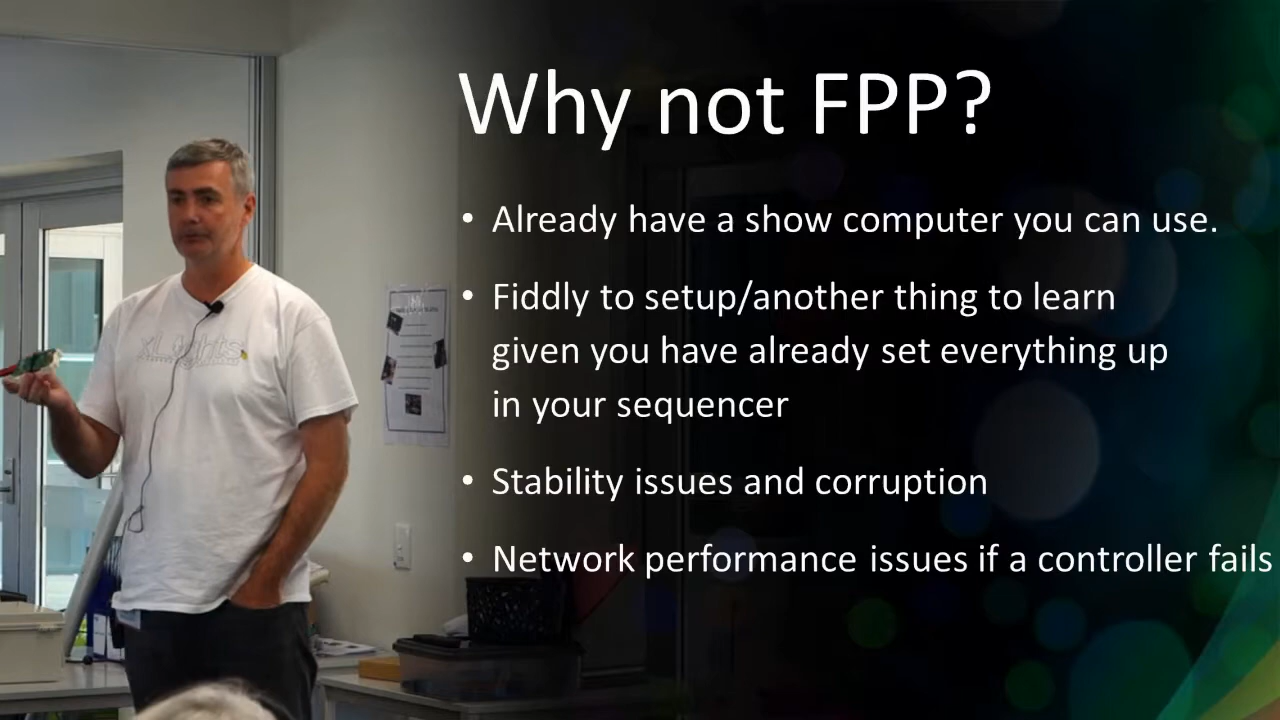 Why not FPP?
• Already have a show computer you can use.
• Fiddly to setup/another thing to learn
given you have already set everything up
in your sequencer
• Stability issues and corruption
• Network performance issues if a controller fails
xLights